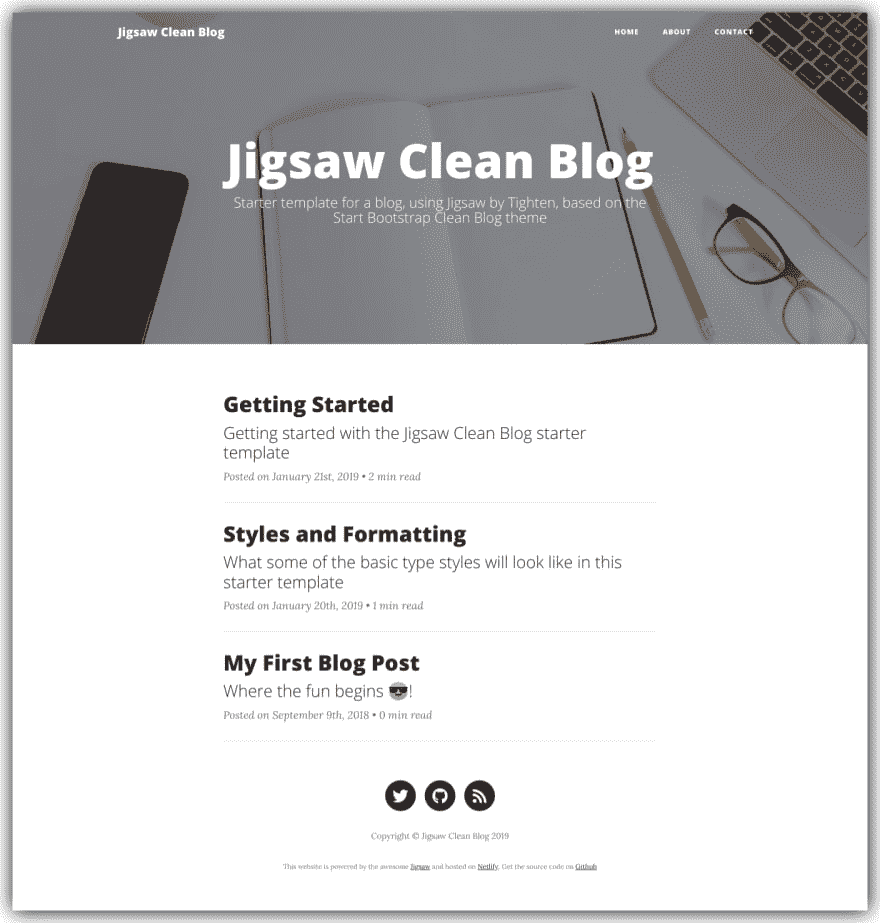 Jigsaw Clean Blog
HOME ABOUT CONTACT
Jigsaw Clean Blog
Starter template for a blog, using Jigsaw by Tighten, based on the
Start Bootstrap Clean Blog theme
Getting Started
Getting started with the Jigsaw Clean Blog starter
template
Posted on January 21st, 2019 • 2 min read
Styles and Formatting
What some of the basic type styles will look like in this
starter template
Posted on January 20th, 2019 • 1 min read
My First Blog Post
Where the fun begins 😎!
Posted on September 9th, 2018 • 0 min read
Copyright © Jigsaw Clean Blog 2019
This website is powered by the awesome Jigsaw and hosted on Netlify. Get the source code on Github